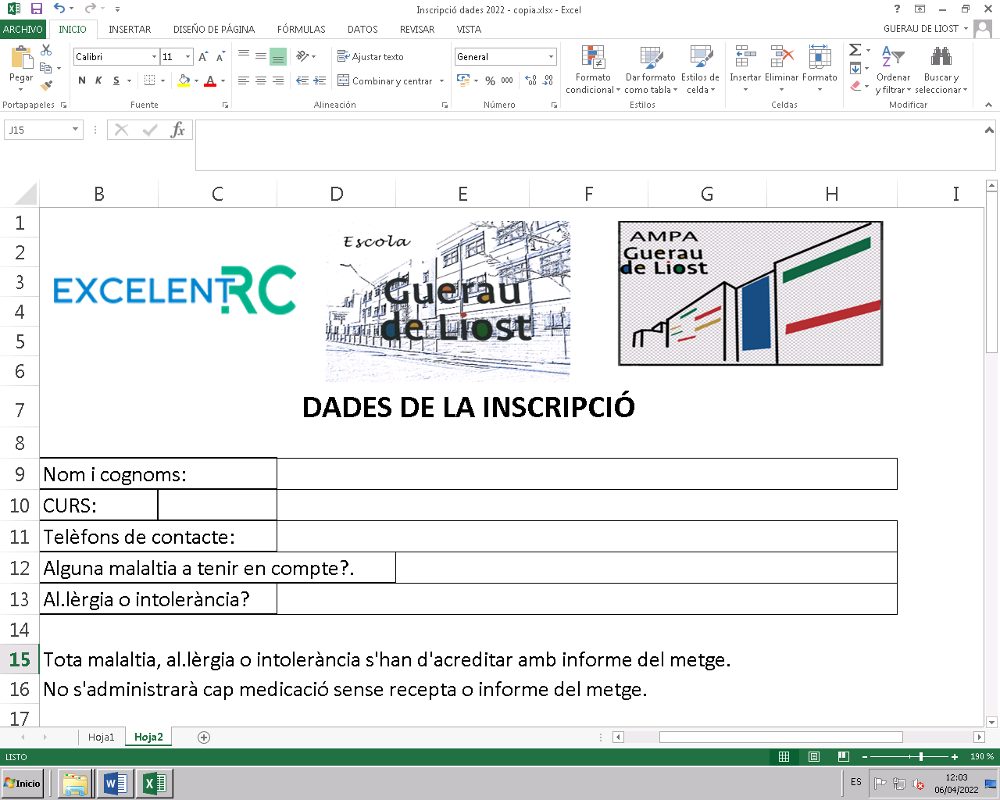 Inscripció dades 2022 - copia.xlsx - Excel
ARCHIVO INICIO INSERTAR DISEÑO DE PÁGINA FÓRMULAS DATOS REVISAR VISTA GUERAU DE LIOST
Pegar
Calibri 11
N K S
A A
A
Ajustar texto
Combinar y centrar
General
% 000
Formato condicional
Dar formato como tabla
Estilos de celda
Insertar Eliminar Formato
Ordenar y filtrar
Buscar y seleccionar
Portapapeles Fuente Alineación Número Estilos Celdas Modificar
J15 fx
B C D E F G H I
1
2
3
4
5
6
EXCELENT RC
Escola
Guerau
de Liost
AMPA
Guerau
de Liost
7 DADES DE LA INSCRIPCIÓ
8
9 Nom i cognoms:
10 CURS:
11 Telèfons de contacte:
12 Alguna malaltia a tenir en compte?.
13 Al.lèrgia o intolerància?
14
15 Tota malaltia, al.lèrgia o intolerància s'han d'acreditar amb informe del metge.
16 No s'administrarà cap medicació sense recepta o informe del metge.
17
Hoja1 Hoja2
LISTO 190 %
Inicio ES 12:03
06/04/2022